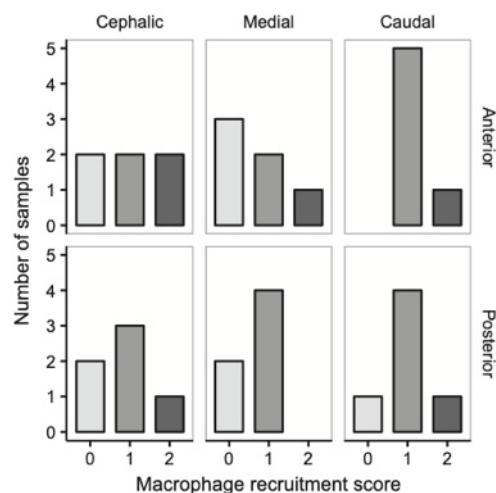 Cephalic Medial Caudal
5
4
3
2
1
0
Anterior
5
4
3
2
1
0
Posterior
Number of samples
0 1 2 0 1 2 0 1 2
Macrophage recruitment score